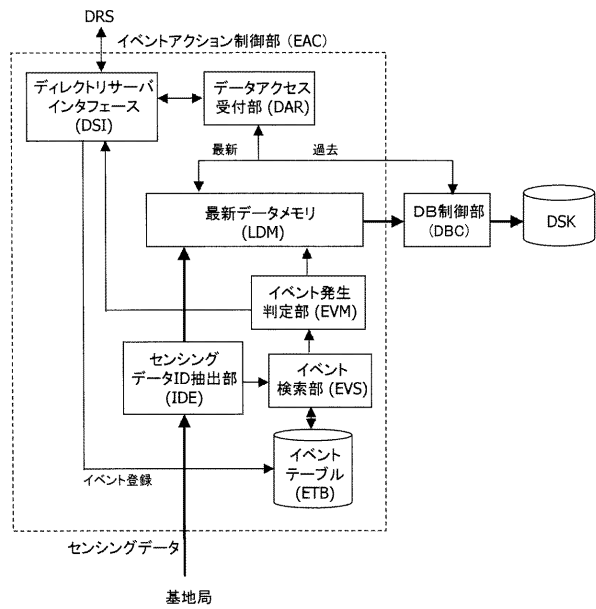 DRS
イベントアクション制御部(EAC)
ディレクトリサーバ
インタフェース
(DSI)
データアクセス
受付部 (DAR)
最新
過去
最新データメモリ
(LDM)
DB制御部
(DBC)
DSK
イベント発生
判定部 (EVM)
センシング
データID抽出部
(IDE)
イベント
検索部 (EVS)
イベント
テーブル
(ETB)
イベント登録
センシングデータ
基地局